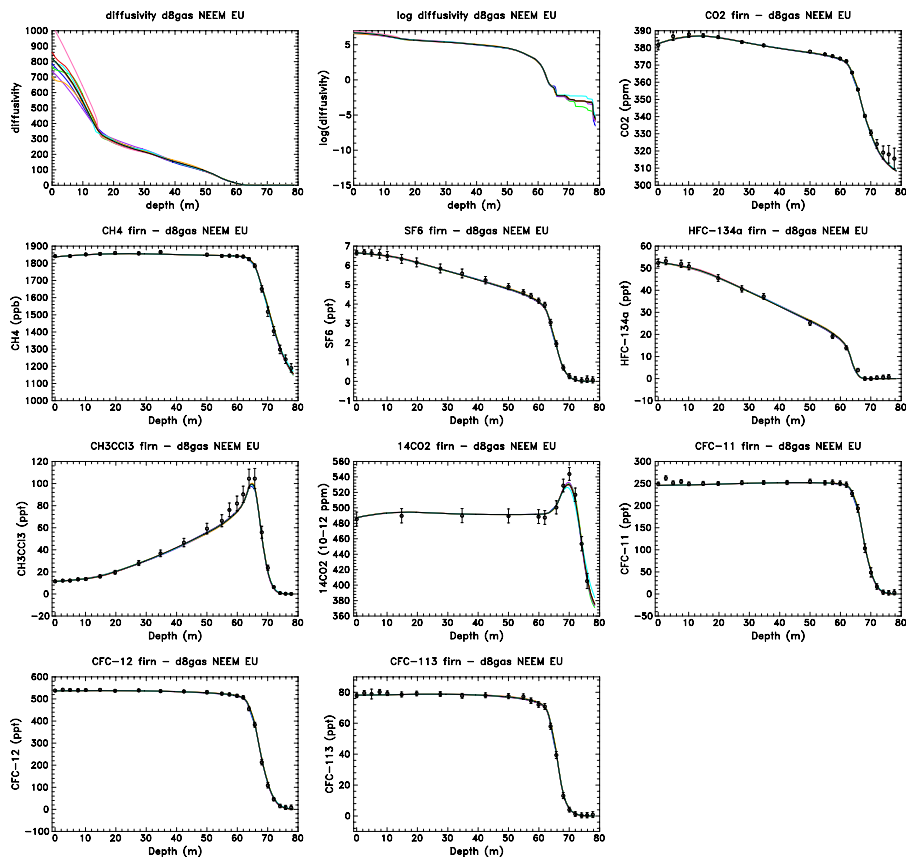 diffusivity d8gas NEEM EU
diffusivity
1000
900
800
700
600
500
400
300
200
100
0
0 10 20 30 40 50 60 70 80
depth (m)
log diffusivity d8gas NEEM EU
log(diffusivity)
5
0
−5
−10
−15
0 10 20 30 40 50 60 70 80
depth (m)
CO2 firn − d8gas NEEM EU
CO2 (ppm)
390
380
370
360
350
340
330
320
310
300
0 10 20 30 40 50 60 70 80
depth (m)
CH4 firn − d8gas NEEM EU
CH4 (ppb)
1900
1800
1700
1600
1500
1400
1300
1200
1100
1000
0 10 20 30 40 50 60 70 80
Depth (m)
SF6 firn − d8gas NEEM EU
SF6 (ppt)
7
6
5
4
3
2
1
0
−1
0 10 20 30 40 50 60 70 80
Depth (m)
HFC−134a firn − d8gas NEEM EU
HFC−134a (ppt)
60
50
40
30
20
10
0
−10
0 10 20 30 40 50 60 70 80
Depth (m)
CH3CCl3 firn − d8gas NEEM EU
CH3CCl3 (ppt)
120
100
80
60
40
20
0
−20
0 10 20 30 40 50 60 70 80
Depth (m)
14CO2 firn − d8gas NEEM EU
14CO2 (10−12 ppm)
560
540
520
500
480
460
440
420
400
380
360
0 10 20 30 40 50 60 70 80
Depth (m)
CFC−11 firn − d8gas NEEM EU
CFC−11 (ppt)
300
250
200
150
100
50
0
−50
0 10 20 30 40 50 60 70 80
Depth (m)
CFC−12 firn − d8gas NEEM EU
CFC−12 (ppt)
600
500
400
300
200
100
0
−100
0 10 20 30 40 50 60 70 80
Depth (m)
CFC−113 firn − d8gas NEEM EU
CFC−113 (ppt)
80
60
40
20
0
0 10 20 30 40 50 60 70 80
Depth (m)